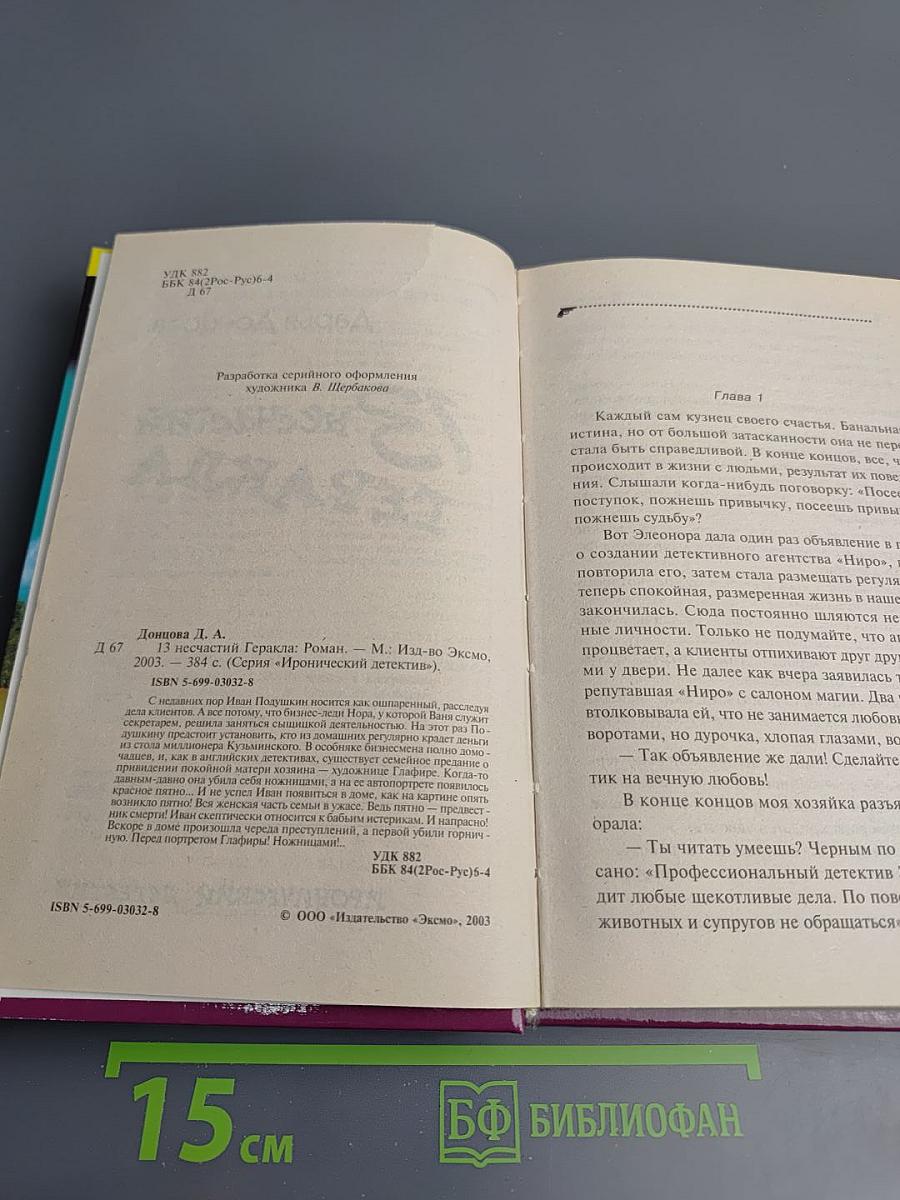 УДК 882
ББК 84(2Рос-Рус)6-4
Д 67
Разработка серийного оформления
художника В. Щербакова
Донцова Д. А.
Д 67 13 несчастий Геракла: Роман. — М.: Изд-во Эксмо,
2003. — 384 с. (Серия «Иронический детектив»).
ISBN 5-699-03032-8
С недавних пор Иван Подушкин носится как ошпаренный, расследуя
дела клиентов. А все потому, что бизнес-леди Нора, у которой Ваня служит
секретарем, решила заняться сыщицкой деятельностью. На этот раз По-
душкину предстоит установить, кто из домашних регулярно крадет деньги
из стола миллионера Кузьминского. В особняке бизнесмена полно домо-
чадцев, и, как в английских детективах, существует семейное предание о
привидении покойной матери хозяина — художнице Глафире. Когда-то
давным-давно она убила себя ножницами, а на ее автопортрете появилось
красное пятно... И не успел Иван появиться в доме, как на картине опять
возникло пятно! Вся женская часть семьи в ужасе. Ведь пятно — предвест-
ник смерти! Иван скептически относится к бабьим истерикам. И напрасно!
Вскоре в доме произошла череда преступлений, а первой убили горнич-
ную. Перед портретом Глафиры! Ножницами!..
УДК 882
ББК 84(2Рос-Рус)6-4
ISBN 5-699-03032-8
© ООО «Издательство «Эксмо», 2003
Глава 1
Каждый сам кузнец своего счастья. Банальная
истина, но от большой затасканности она не пере
стала быть справедливой. В конце концов, все, ч
происходит в жизни с людьми, результат их пове
ния. Слышали когда-нибудь поговорку: «Посее
поступок, пожнешь привычку, посеешь привы
пожнешь судьбу»?
Вот Элеонора дала один раз объявление в г
о создании детективного агентства «Ниро»,
повторила его, затем стала размещать регуля
теперь спокойная, размеренная жизнь в наше
закончилась. Сюда постоянно шляются не
ные личности. Только не подумайте, что а
процветает, а клиенты отпихивают друг дру
ми у двери. Не далее как вчера заявилась т
репутавшая «Ниро» с салоном магии. Два ч
втолковывала ей, что не занимается любовн
воротами, но дурочка, хлопая глазами, во
— Так объявление же дали! Сделайте
тик на вечную любовь!
В конце концов моя хозяйка разъя
орала:
— Ты читать умеешь? Черным по
сано: «Профессиональный детектив
дит любые щекотливые дела. По пово
животных и супругов не обращаться»
15 см
БФ БИБЛИОФАН